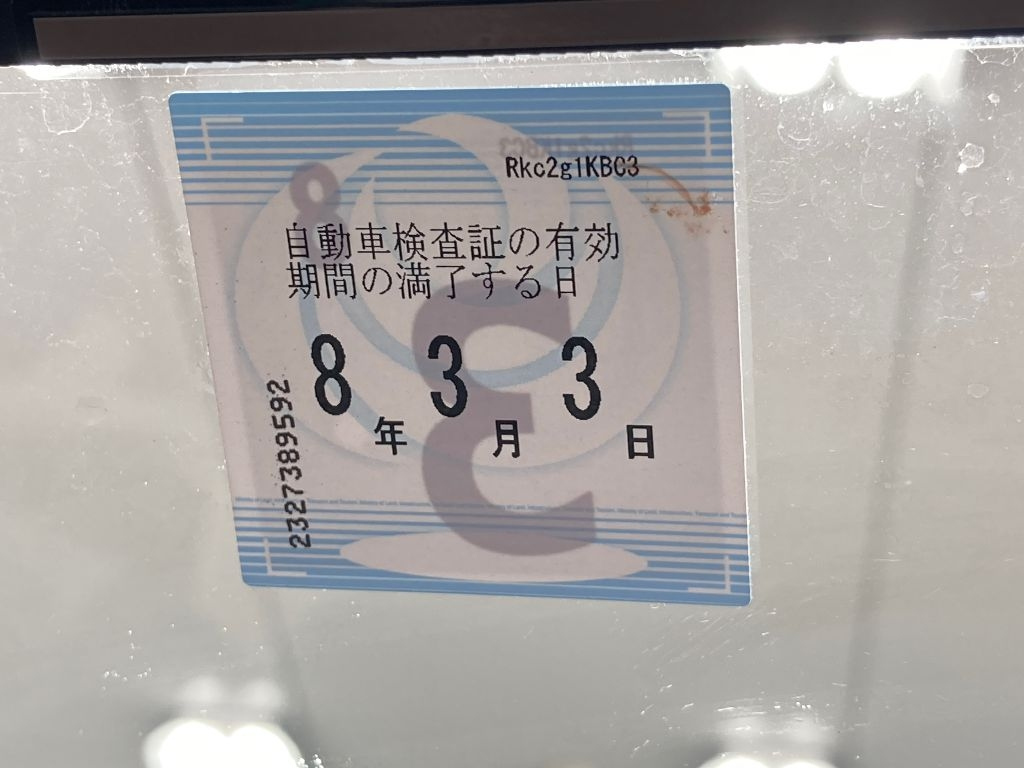 Rkc2g1KBC3
自動車検査証の有効
期間の満了する日
8年 3月 3日
2327389592